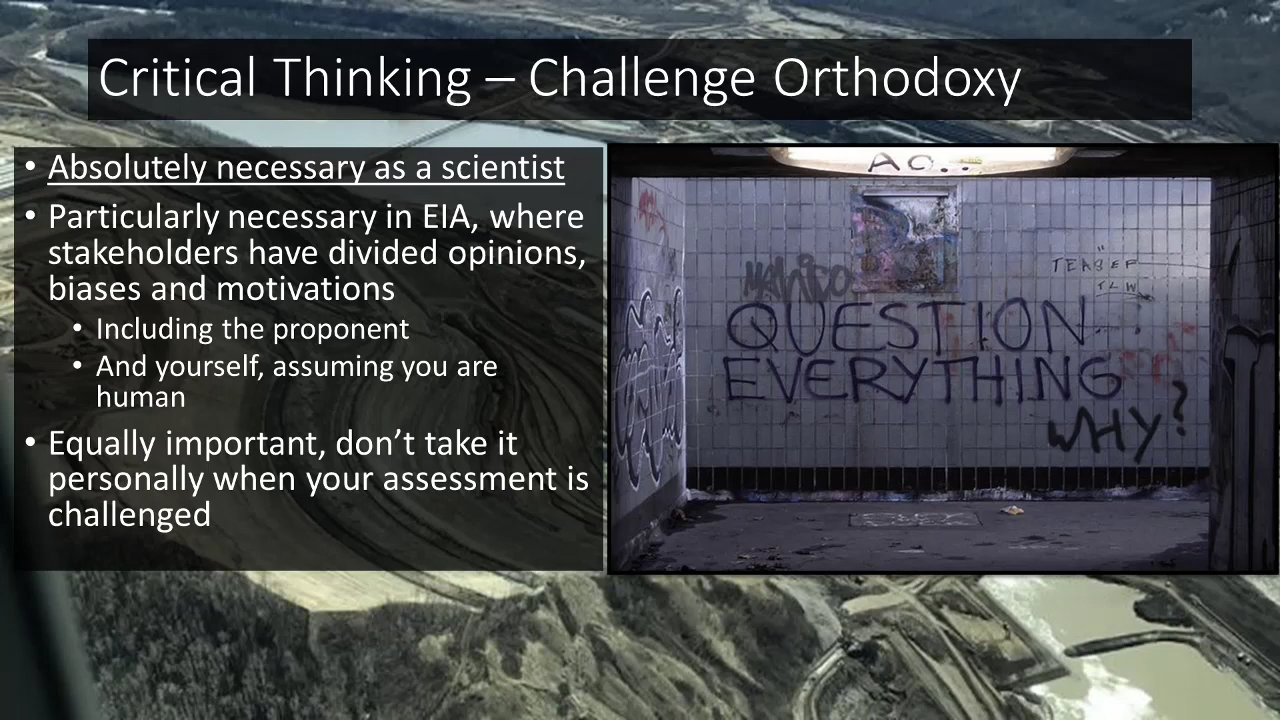 Critical Thinking – Challenge Orthodoxy
• Absolutely necessary as a scientist
• Particularly necessary in EIA, where
stakeholders have divided opinions,
biases and motivations
• Including the proponent
• And yourself, assuming you are
human
• Equally important, don’t take it
personally when your assessment is
challenged
QUESTION
EVERYTHING
WHY?